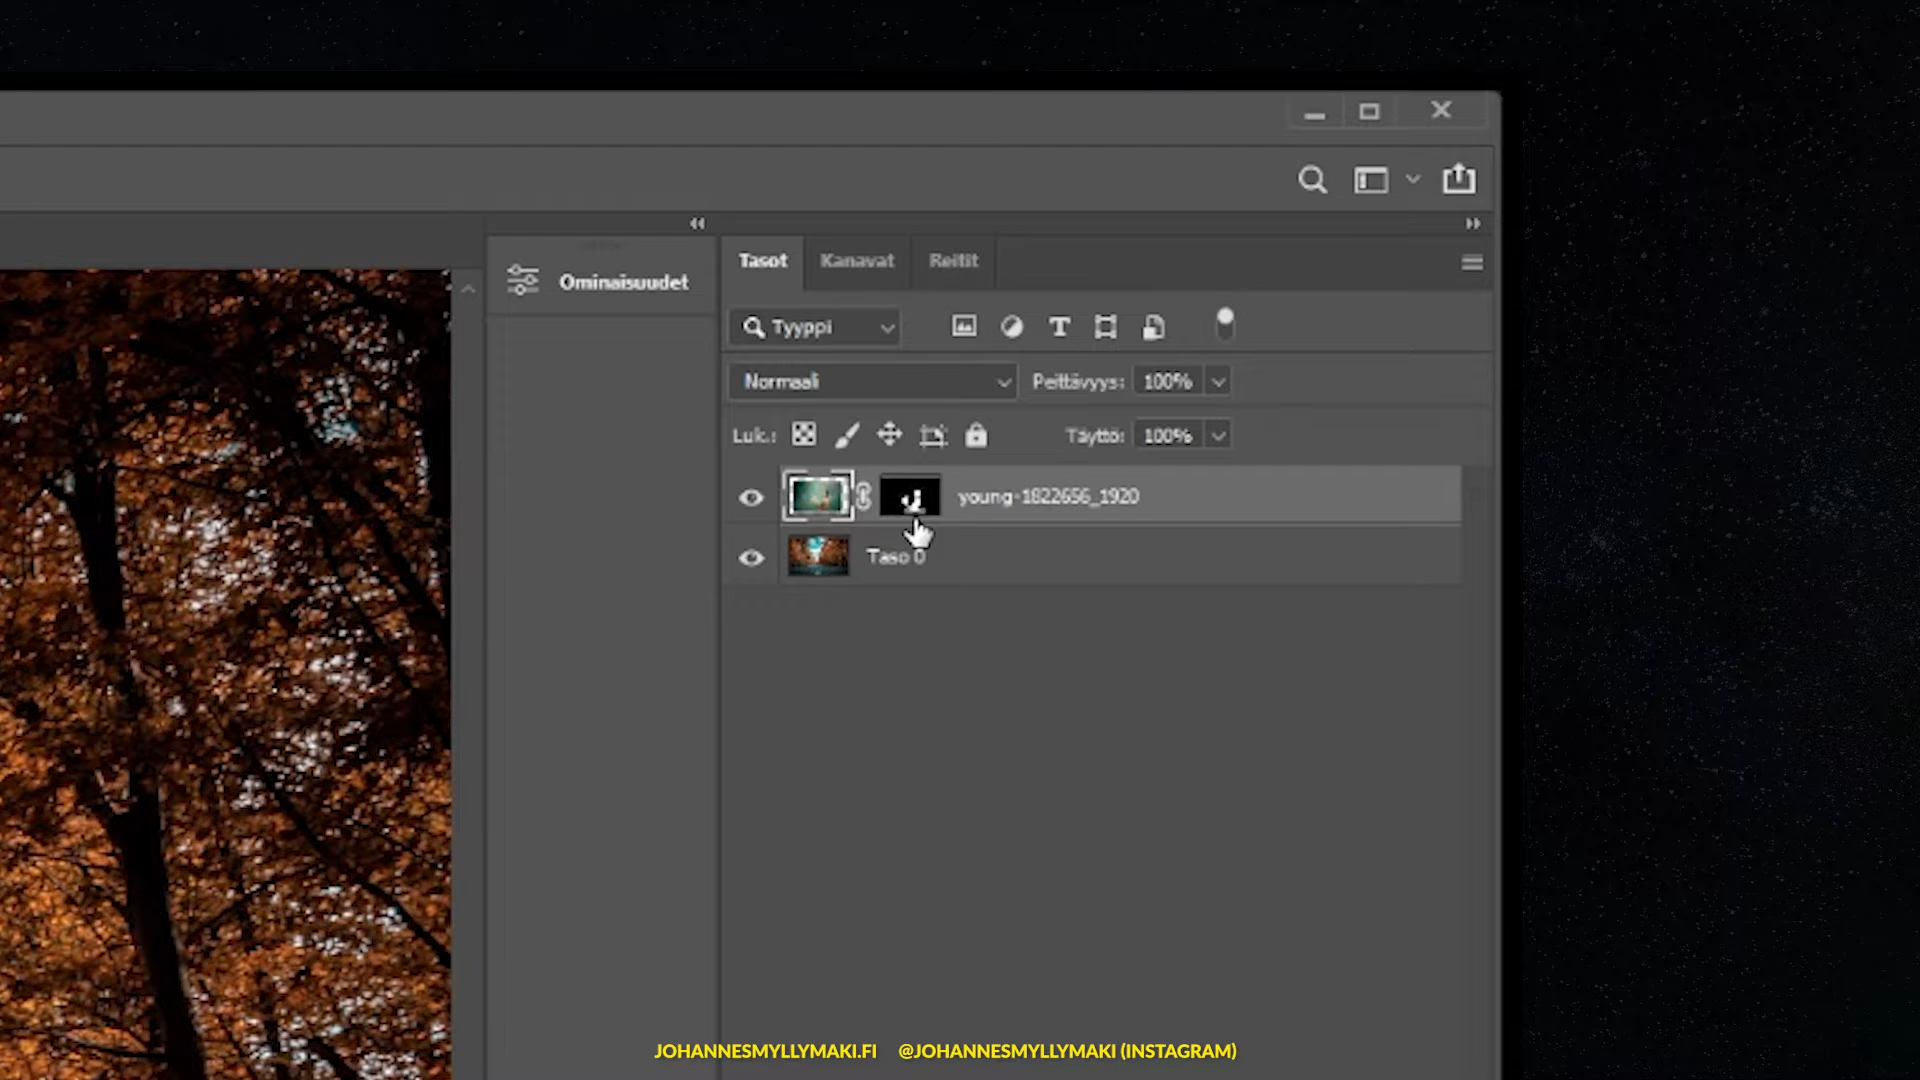 Ominaisuudet
Tasot Kanavat Reitit
Tyyppi
Normaali Peittävyys: 100%
Luk.: Täyttö: 100%
young-1822656_1920
Taso 0
JOHANNESMYLLYMAKI.FI @JOHANNESMYLLYMAKI (INSTAGRAM)